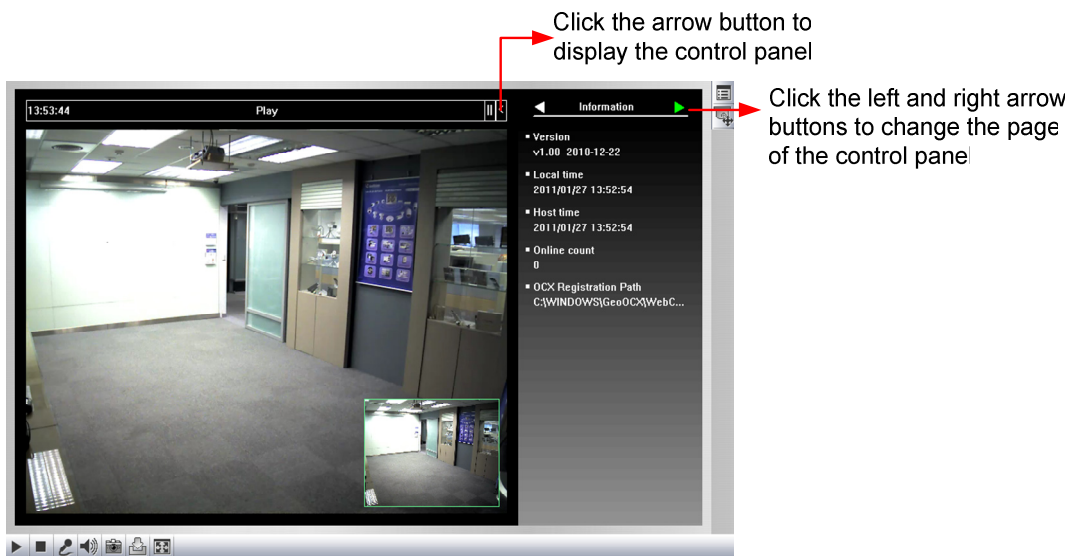 Click the arrow button to
display the control panel
13:53:44 Play
Information
Click the left and right arrow
buttons to change the page
of the control panel
Version
v1.00 2010-12-22
Local time
2011/01/27 13:52:54
Host time
2011/01/27 13:52:54
Online count
0
OCX Registration Path
C:\WINDOWS\GeoOCX\WebC...